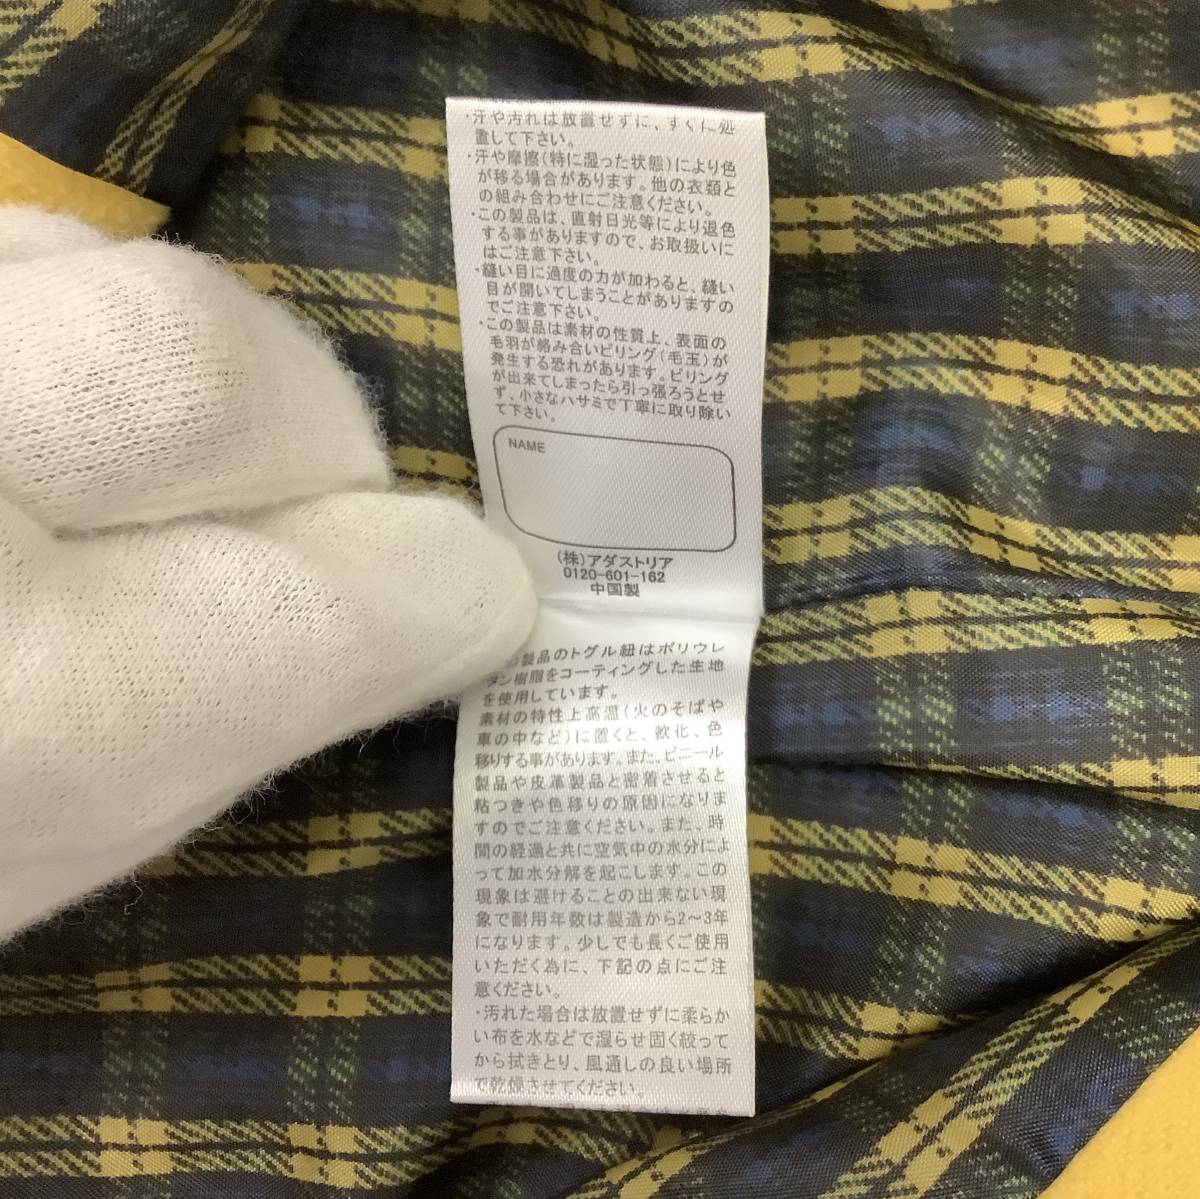 ・汗や汚れは放置せずに、すぐに処
置して下さい。
・汗や摩擦(特に湿った状態)により色
が移る場合があります。他の衣類と
の組み合わせにご注意ください。
・この製品は、直射日光等により退色
する事がありますので、お取扱いに
はご注意下さい。
・縫い目に過度の力が加わると、縫い
目が開いてしまうことがありますの
でご注意下さい。
・この製品は素材の性質上、表面の
毛羽が絡み合いピリング(毛玉)が
発生する恐れがあります。ピリング
が出来てしまったら引っ張ろうとせ
ず、小さなハサミで丁寧に取り除い
て下さい。
NAME
(株)アダストリア
0120-601-162
中国製
製品のトグル紐はポリウレ
タン樹脂をコーティングした生地
を使用しています。
素材の特性上高温(火のそばや
車の中など)に置くと、軟化、色
移りする事があります。また、ビニール
製品や皮革製品と密着させると
粘つきや色移りの原因になりま
すのでご注意ください。また、時
間の経過と共に空気中の水分によ
って加水分解を起こします。この
現象は避けることの出来ない現
象で耐用年数は製造から2〜3年
になります。少しでも長くご使用
いただく為に、下記の点にご注
意ください。
・汚れた場合は放置せずに柔らか
い布を水などで湿らせ固く絞って
から拭きとり、風通しの良い場所
で乾燥させてください。